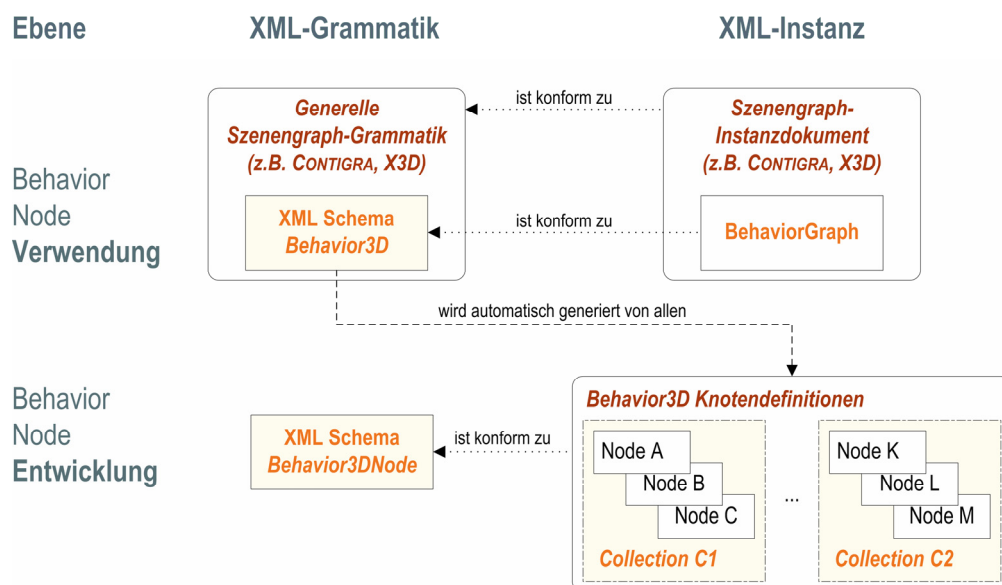 Ebene
XML-Grammatik
XML-Instanz
Behavior
Node
Verwendung
Generelle
Szenengraph-Grammatik
(z.B. CONTIGRA, X3D)
XML Schema
Behavior3D
ist konform zu
ist konform zu
Szenengraph-
Instanzdokument
(z.B. CONTIGRA, X3D)
BehaviorGraph
wird automatisch generiert von allen
Behavior
Node
Entwicklung
XML Schema
Behavior3DNode
ist konform zu
Behavior3D Knotendefinitionen
Node A
Node B
Node C
Collection C1
...
Node K
Node L
Node M
Collection C2